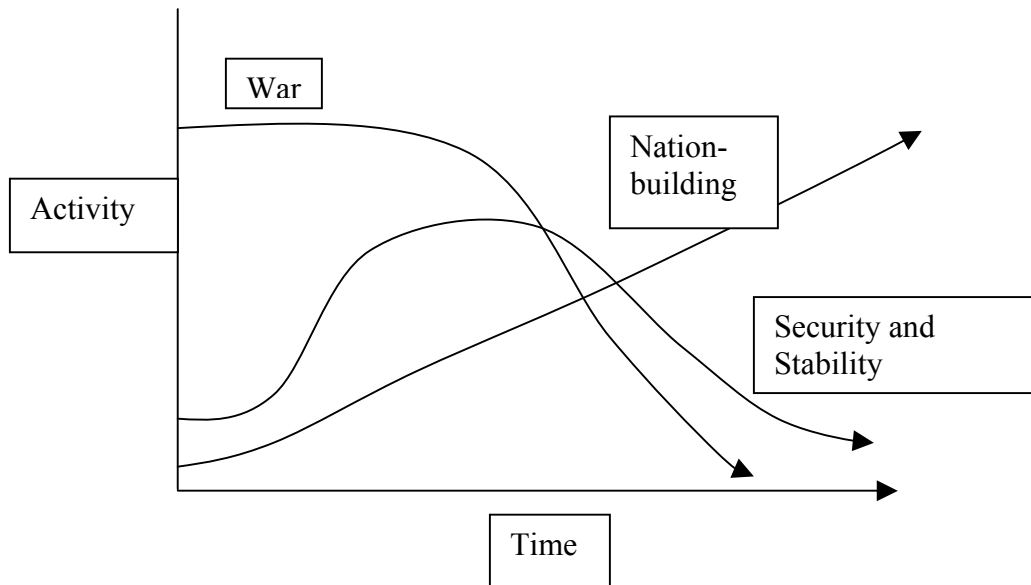 War
Nation-
building
Activity
Security and
Stability
Time